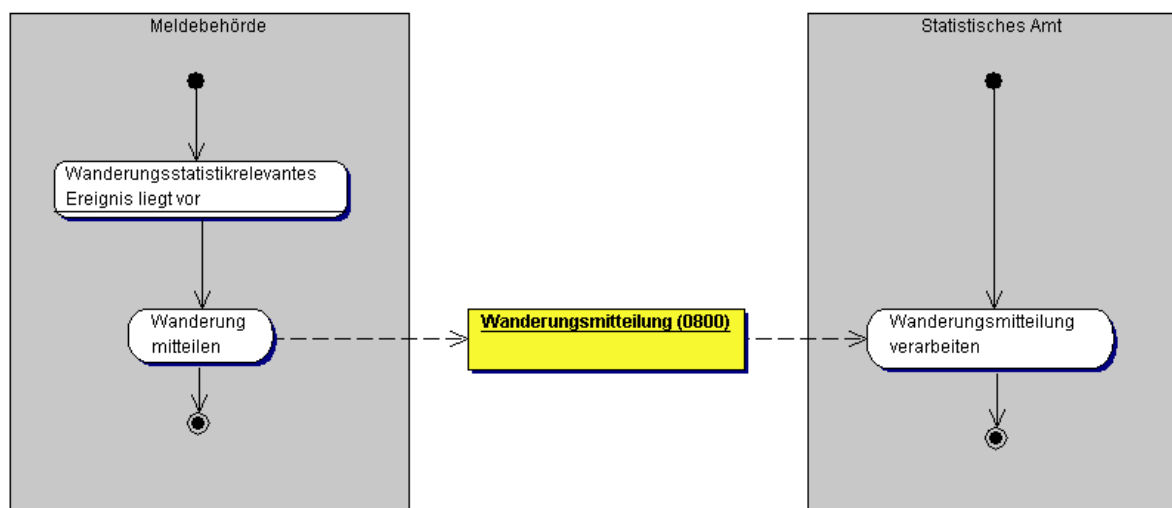 Meldebehörde
Statistisches Amt
Wanderungsstatistikrelevantes
Ereignis liegt vor
Wanderung
mitteilen
Wanderungsmitteilung (0800)
Wanderungsmitteilung
verarbeiten